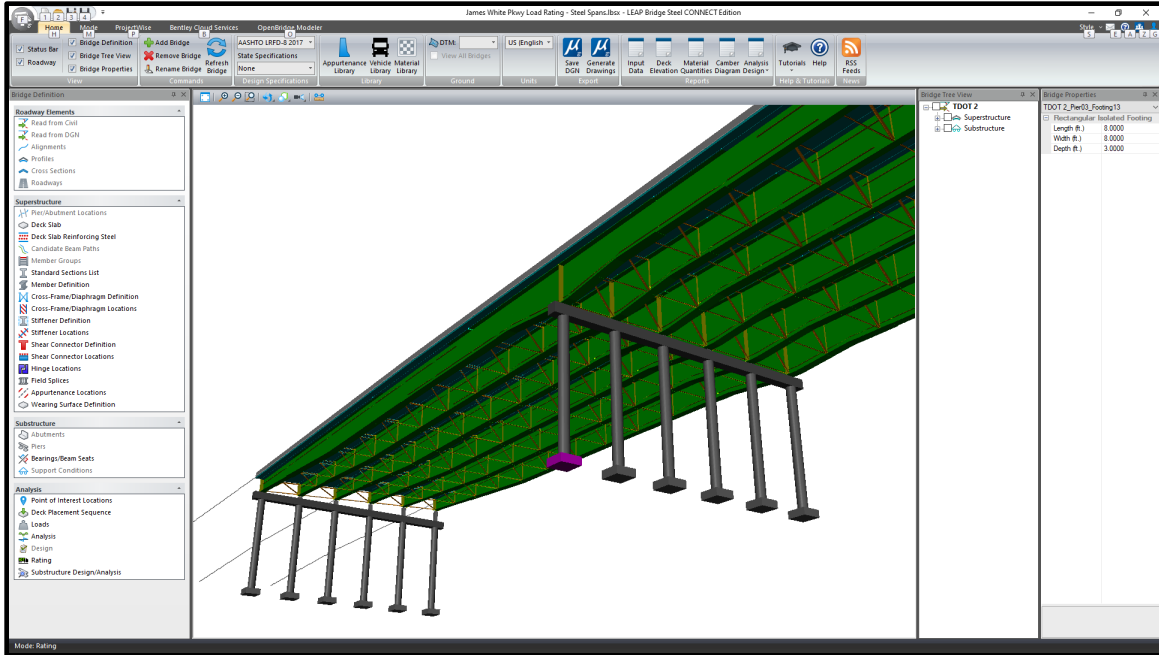 James White Pkwy Load Rating - Steel Spans.lbsx - LEAP Bridge Steel CONNECT Edition
F 1 2 3 4
Home Mode ProjectWise Bentley Cloud Services OpenBridge Modeler Style
H M P B O S E A Z G
Status Bar
Roadway
Bridge Definition
Bridge Tree View
Bridge Properties
View
Add Bridge
Remove Bridge
Rename Bridge
Refresh
Bridge
Commands
AASHTO LRFD-8 2017
State Specifications
None
Design Specifications
Appurtenance Library
Vehicle Library
Material Library
Library
DTM:
View All Bridges
Ground
US (English
Units
Save DGN
Generate Drawings
Export
Input Data
Deck Elevation
Material Quantities
Camber Diagram
Analysis Design
Reports
Tutorials
Help
Help & Tutorials
RSS Feeds
News
Bridge Definition
Roadway Elements
Read from Civil
Read from DGN
Alignments
Profiles
Cross Sections
Roadways
Superstructure
Pier/Abutment Locations
Deck Slab
Deck Slab Reinforcing Steel
Candidate Beam Paths
Member Groups
Standard Sections List
Member Definition
Cross-Frame/Diaphragm Definition
Cross-Frame/Diaphragm Locations
Stiffener Definition
Stiffener Locations
Shear Connector Definition
Shear Connector Locations
Hinge Locations
Field Splices
Appurtenance Locations
Wearing Surface Definition
Substructure
Abutments
Piers
Bearings/Beam Seats
Support Conditions
Analysis
Point of Interest Locations
Deck Placement Sequence
Loads
Analysis
Design
Rating
Substructure Design/Analysis
Bridge Tree View
TDOT 2
Superstructure
Substructure
Bridge Properties
TDOT 2_Pier03_Footing13
Rectangular Isolated Footing
Length (ft.) 8.0000
Width (ft.) 8.0000
Depth (ft.) 3.0000
Mode: Rating